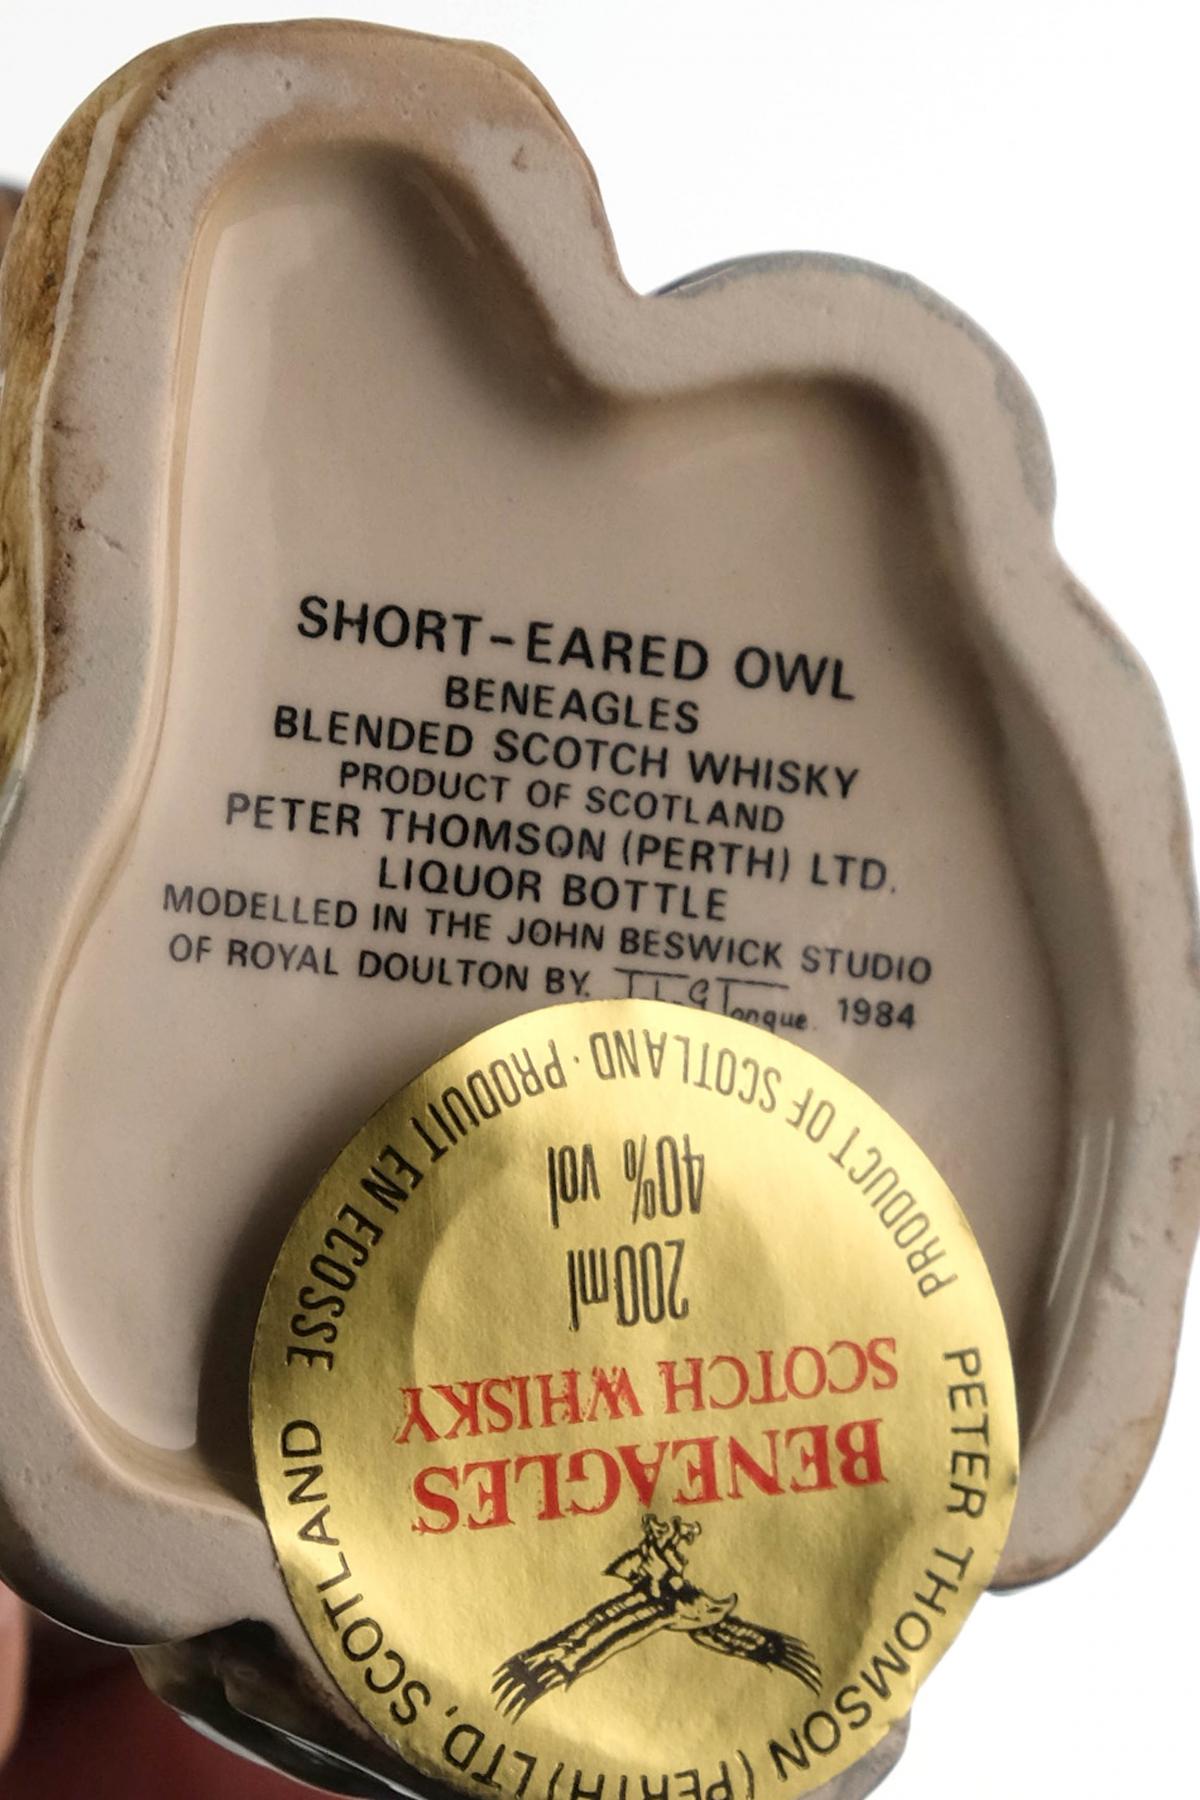 SHORT-EARED OWL
BENEAGLES
BLENDED SCOTCH WHISKY
PRODUCT OF SCOTLAND
PETER THOMSON (PERTH) LTD.
LIQUOR BOTTLE
MODELLED IN THE JOHN BESWICK STUDIO
OF ROYAL DOULTON BY. Tongue. 1984
PETER THOMSON (PERTH) LTD, SCOTLAND
BENEAGLES
SCOTCH WHISKY
200ml
40% vol
PRODUCT OF SCOTLAND · PRODUIT EN ECOSSE